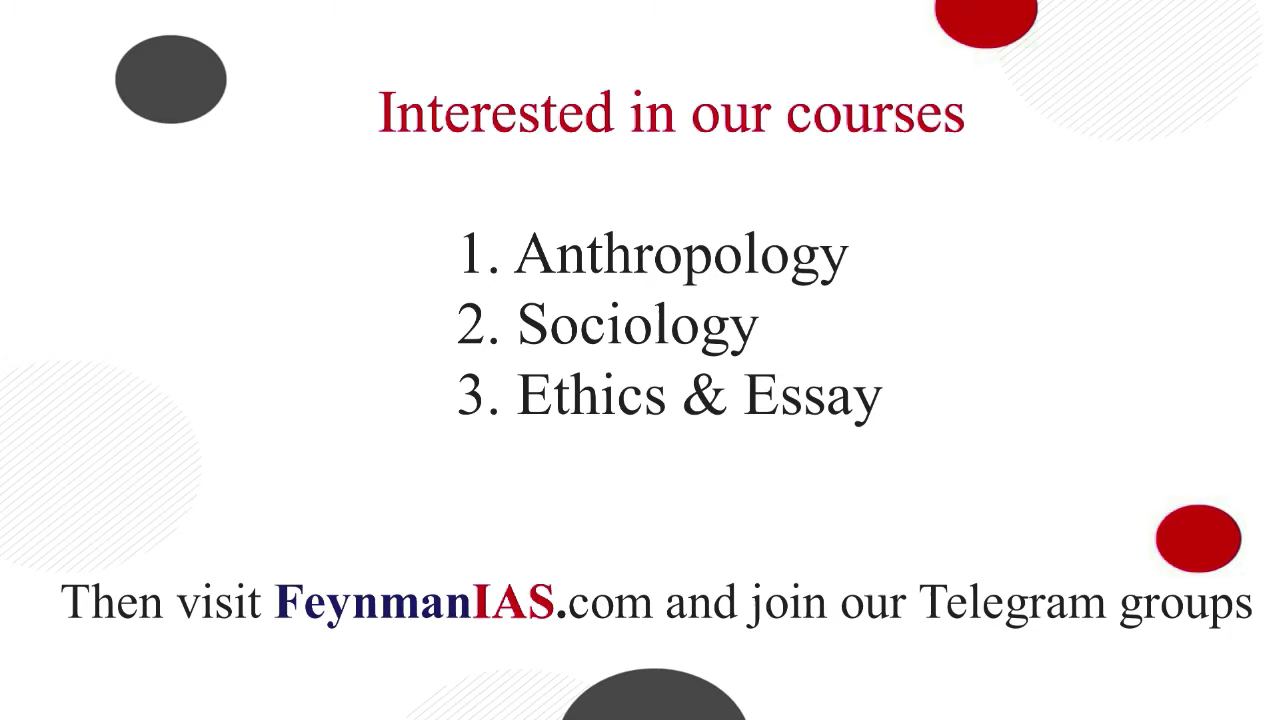 Interested in our courses
1. Anthropology
2. Sociology
3. Ethics & Essay
Then visit FeynmanIAS.com and join our Telegram groups